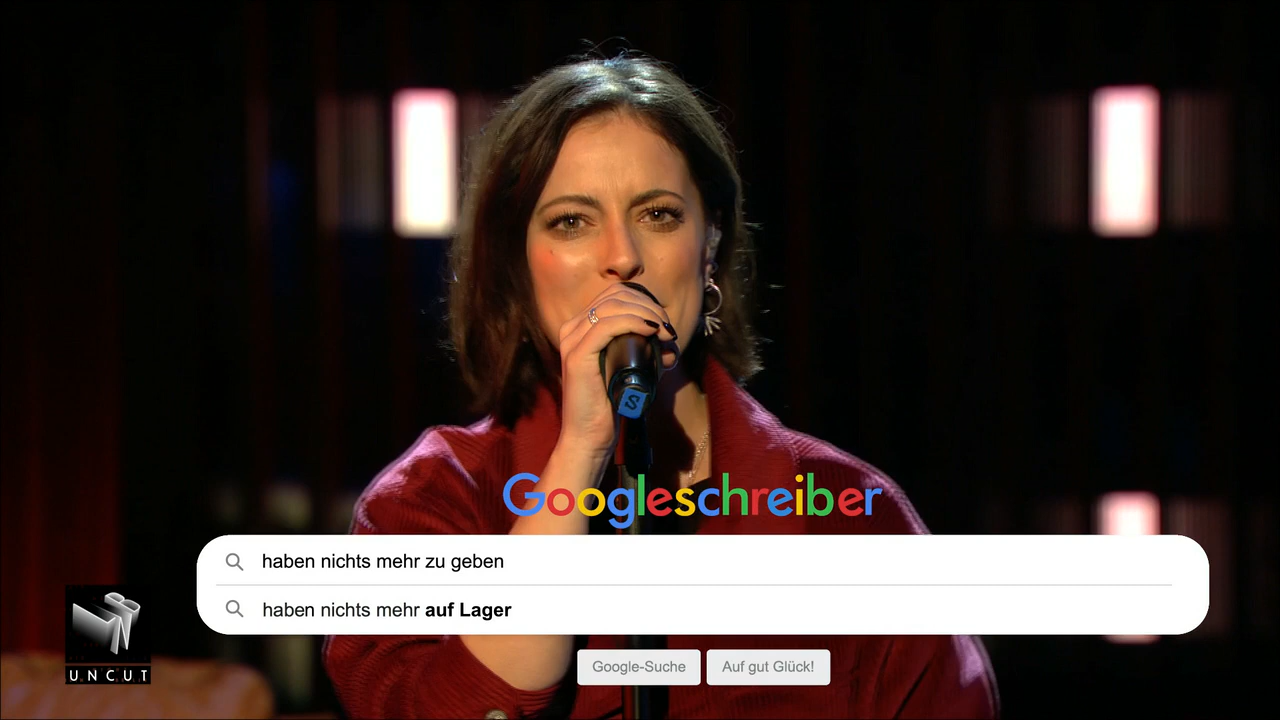 S
Googleschreiber
haben nichts mehr zu geben
haben nichts mehr auf Lager
Google-Suche Auf gut Glück!
UNCUT